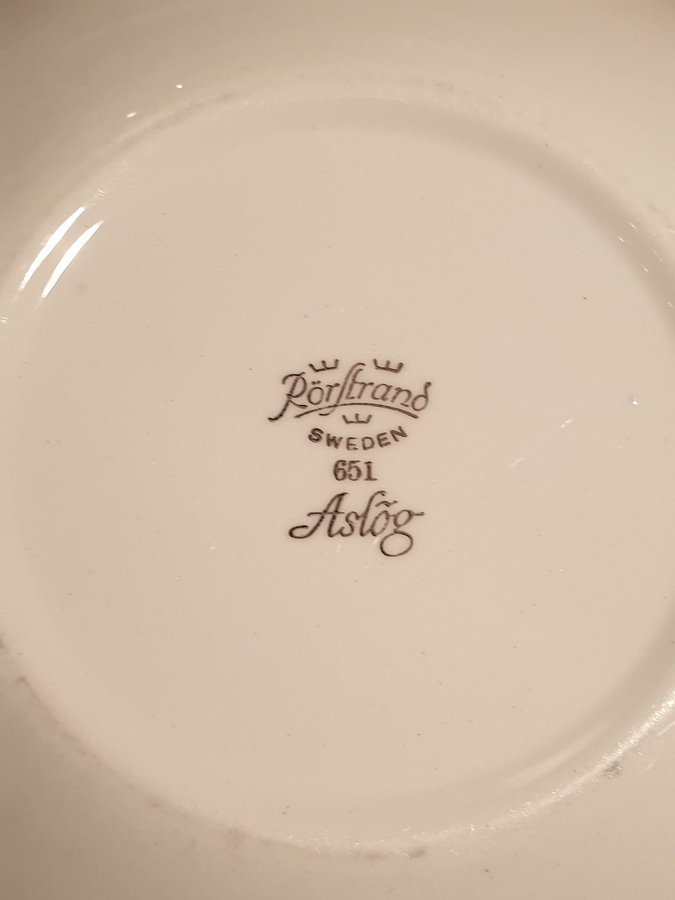 Rörstrand
SWEDEN
651
Aslög